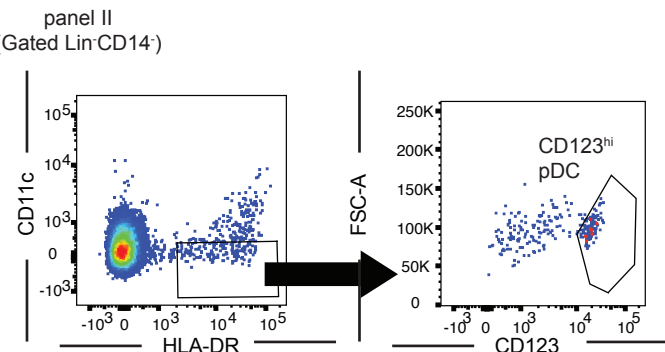 panel II
(Gated Lin-CD14-)
CD11c
10⁵
10⁴
10³
0
-10³
-10³ 0 10³ 10⁴ 10⁵
HLA-DR
FSC-A
250K
200K
150K
100K
50K
0
CD123ʰⁱ
pDC
-10³ 0 10³ 10⁴ 10⁵
CD123